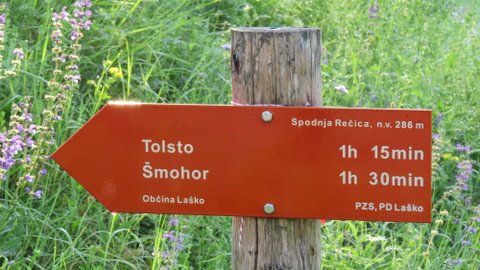 Spodnja Rečica, n.v. 286 m
Tolsto 1h 15min
Šmohor 1h 30min
Občina Laško PZS, PD Laško